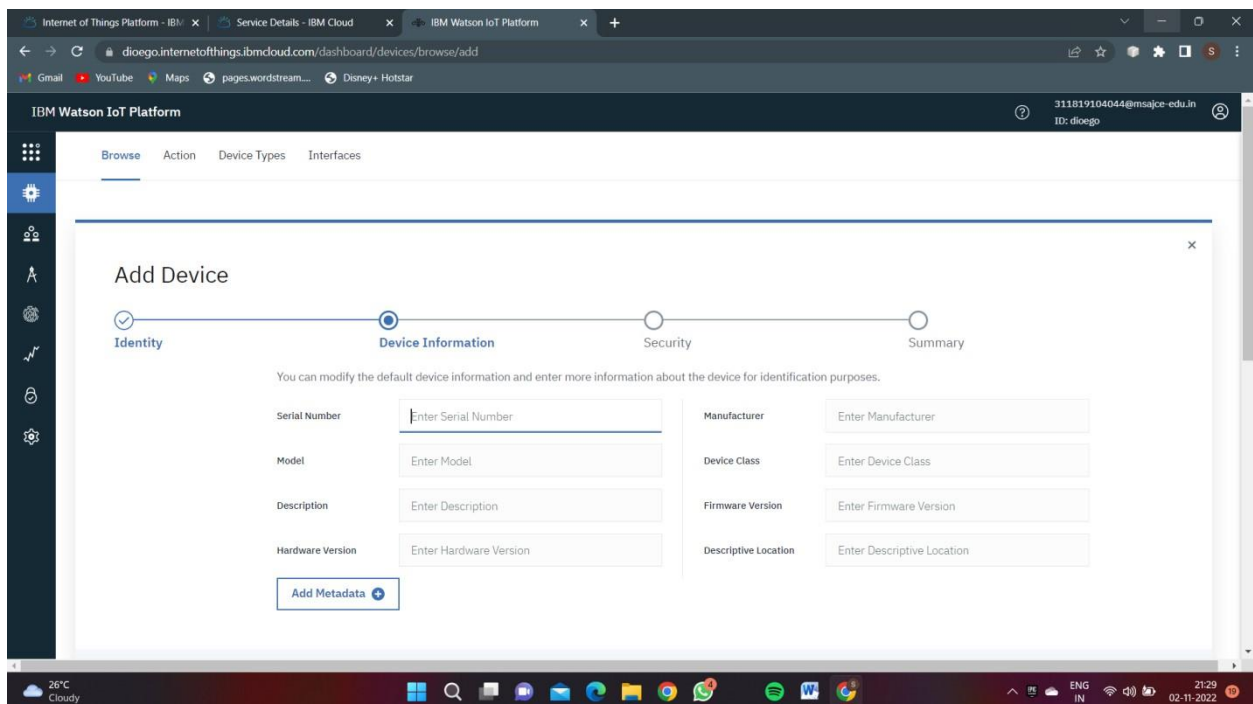 Internet of Things Platform - IBM
Service Details - IBM Cloud
IBM Watson IoT Platform
dioego.internetofthings.ibmcloud.com/dashboard/devices/browse/add
S
Gmail YouTube Maps pages.wordstream.... Disney+ Hotstar
IBM Watson IoT Platform
311819104044@msajce-edu.in
ID: dioego
Browse Action Device Types Interfaces
Add Device
Identity Device Information Security Summary
You can modify the default device information and enter more information about the device for identification purposes.
Serial Number Enter Serial Number Manufacturer Enter Manufacturer
Model Enter Model Device Class Enter Device Class
Description Enter Description Firmware Version Enter Firmware Version
Hardware Version Enter Hardware Version Descriptive Location Enter Descriptive Location
Add Metadata
26°C
Cloudy
4
ENG
IN
21:29
02-11-2022
19